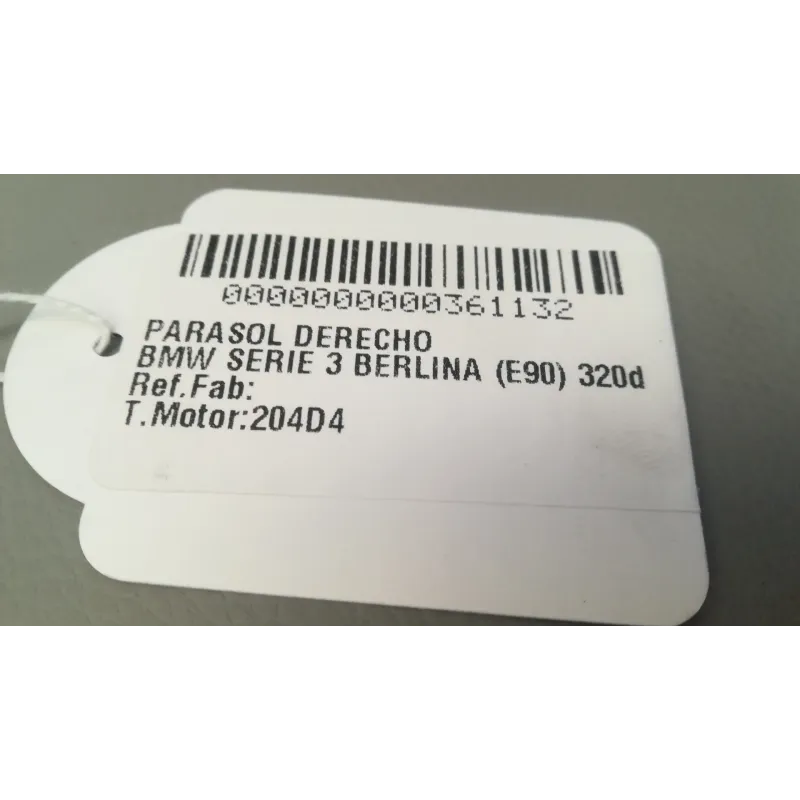 0000000000361132
PARASOL DERECHO
BMW SERIE 3 BERLINA (E90) 320d
Ref.Fab:
T.Motor:204D4